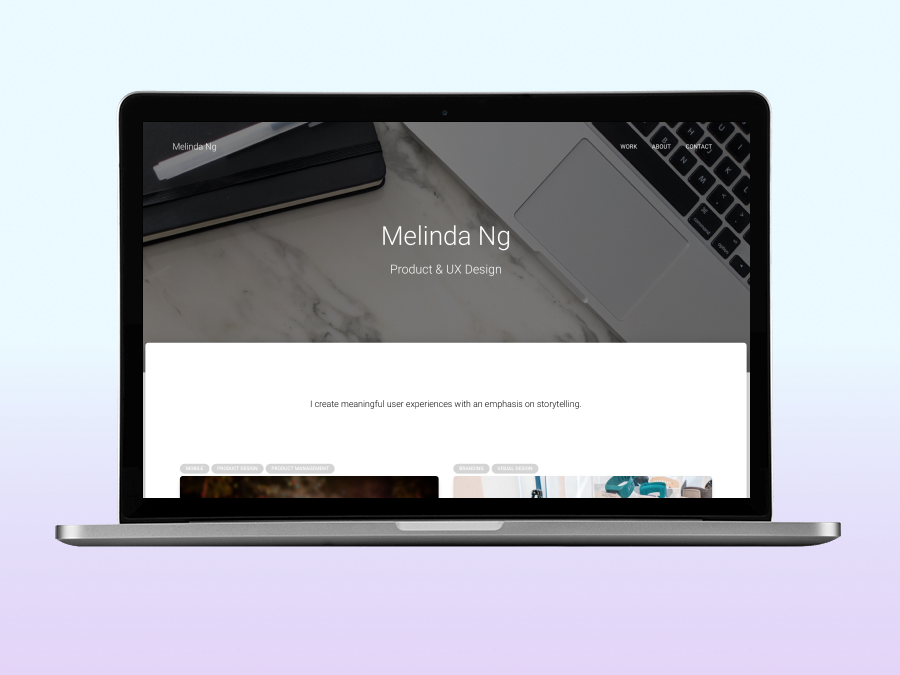 Melinda Ng
WORK ABOUT CONTACT
Melinda Ng
Product & UX Design
I create meaningful user experiences with an emphasis on storytelling.
MOBILE PRODUCT DESIGN PRODUCT MANAGEMENT BRANDING VISUAL DESIGN